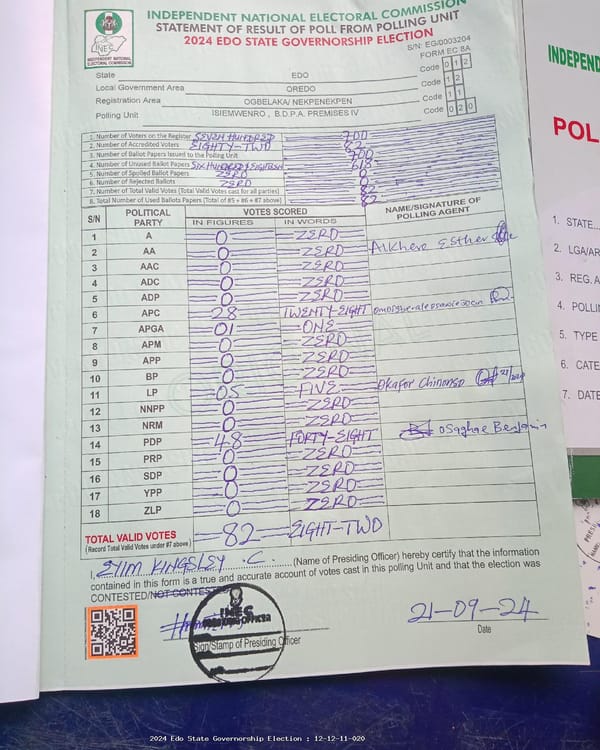 INDEPENDENT NATIONAL ELECTORAL COMMISSION
STATEMENT OF RESULT OF POLL FROM POLLING UNIT
2024 EDO STATE GOVERNORSHIP ELECTION
S/N: EG/0003204
FORM EC 8A
INEC
INDEPENDENT NATIONAL ELECTORAL COMMISSION
State EDO Code 0 1 2
Local Government Area OREDO Code 1 2
Registration Area OGBELAKA/ NEKPENEKPEN Code 1 1
Polling Unit ISIEMWENRO , B.D.P.A. PREMISES IV Code 0 2 0
1. Number of Voters on the Register SEVEN HUNDRED 700
2. Number of Accredited Voters EIGHTY-TWO 82
3. Number of Ballot Papers Issued to the Polling Unit 700
4. Number of Unused Ballot Papers SIX HUNDRED & EIGHTEEN 618
5. Number of Spoiled Ballot Papers ZERO 0
6. Number of Rejected Ballots ZERO 0
7. Number of Total Valid Votes (Total Valid Votes cast for all parties) 82
8. Total Number of Used Ballots Papers (Total of #5 + #6 + #7 above) 82
S/N POLITICAL PARTY VOTES SCORED NAME/SIGNATURE OF POLLING AGENT
IN FIGURES IN WORDS
1 A 0 ZERO
2 AA 0 ZERO Esther
3 AAC 0 ZERO
4 ADC 0 ZERO
5 ADP 0 ZERO
6 APC 28 TWENTY-EIGHT
7 APGA 01 ONE
8 APM 0 ZERO
9 APP 0 ZERO
10 BP 0 ZERO
11 LP 05 FIVE Okafor Chinonso
12 NNPP 0 ZERO
13 NRM 0 ZERO
14 PDP 48 FORTY-EIGHT Osaghae Benjamin
15 PRP 0 ZERO
16 SDP 0 ZERO
17 YPP 0 ZERO
18 ZLP 0 ZERO
TOTAL VALID VOTES 82 EIGHT-TWO
(Record Total Valid Votes under #7 above)
I, EJIM KINGSLEY .C. (Name of Presiding Officer) hereby certify that the information
contained in this form is a true and accurate account of votes cast in this polling Unit and that the election was
CONTESTED/NOT CONTESTED
INEC
PRESIDING OFFICER
Sign/Stamp of Presiding Officer
21-09-24
Date
INDEPEND
POL
1. STATE...
2. LGA/AR
3. REG. A
4. POLLI
5. TYPE
6. CATE
7. DATE
2024 Edo State Governorship Election : 12-12-11-020